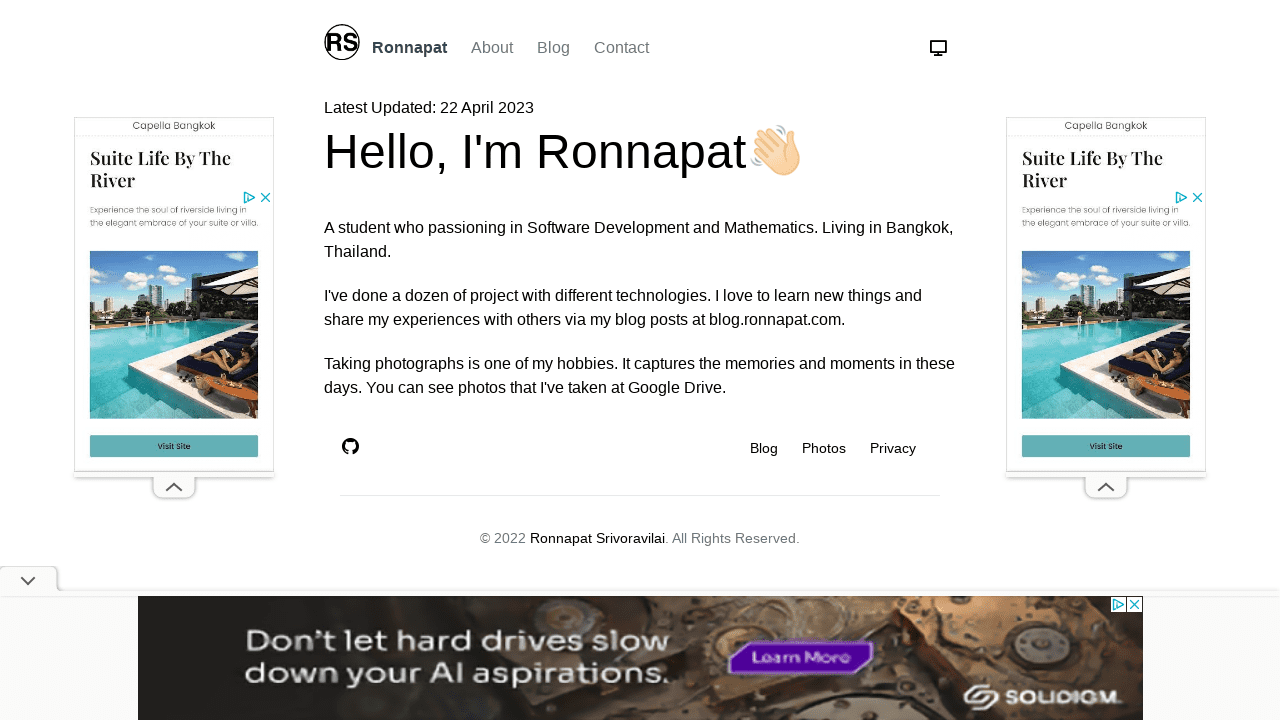 RS Ronnapat About Blog Contact
Latest Updated: 22 April 2023
Hello, I'm Ronnapat
A student who passioning in Software Development and Mathematics. Living in Bangkok,
Thailand.
I've done a dozen of project with different technologies. I love to learn new things and
share my experiences with others via my blog posts at blog.ronnapat.com.
Taking photographs is one of my hobbies. It captures the memories and moments in these
days. You can see photos that I've taken at Google Drive.
Blog Photos Privacy
© 2022 Ronnapat Srivoravilai. All Rights Reserved.
Capella Bangkok
Suite Life By The
River
Experience the soul of riverside living in
the elegant embrace of your suite or villa.
Visit Site
Capella Bangkok
Suite Life By The
River
Experience the soul of riverside living in
the elegant embrace of your suite or villa.
Visit Site
Don't let hard drives slow
down your AI aspirations.
Learn More
SOLIDIGM